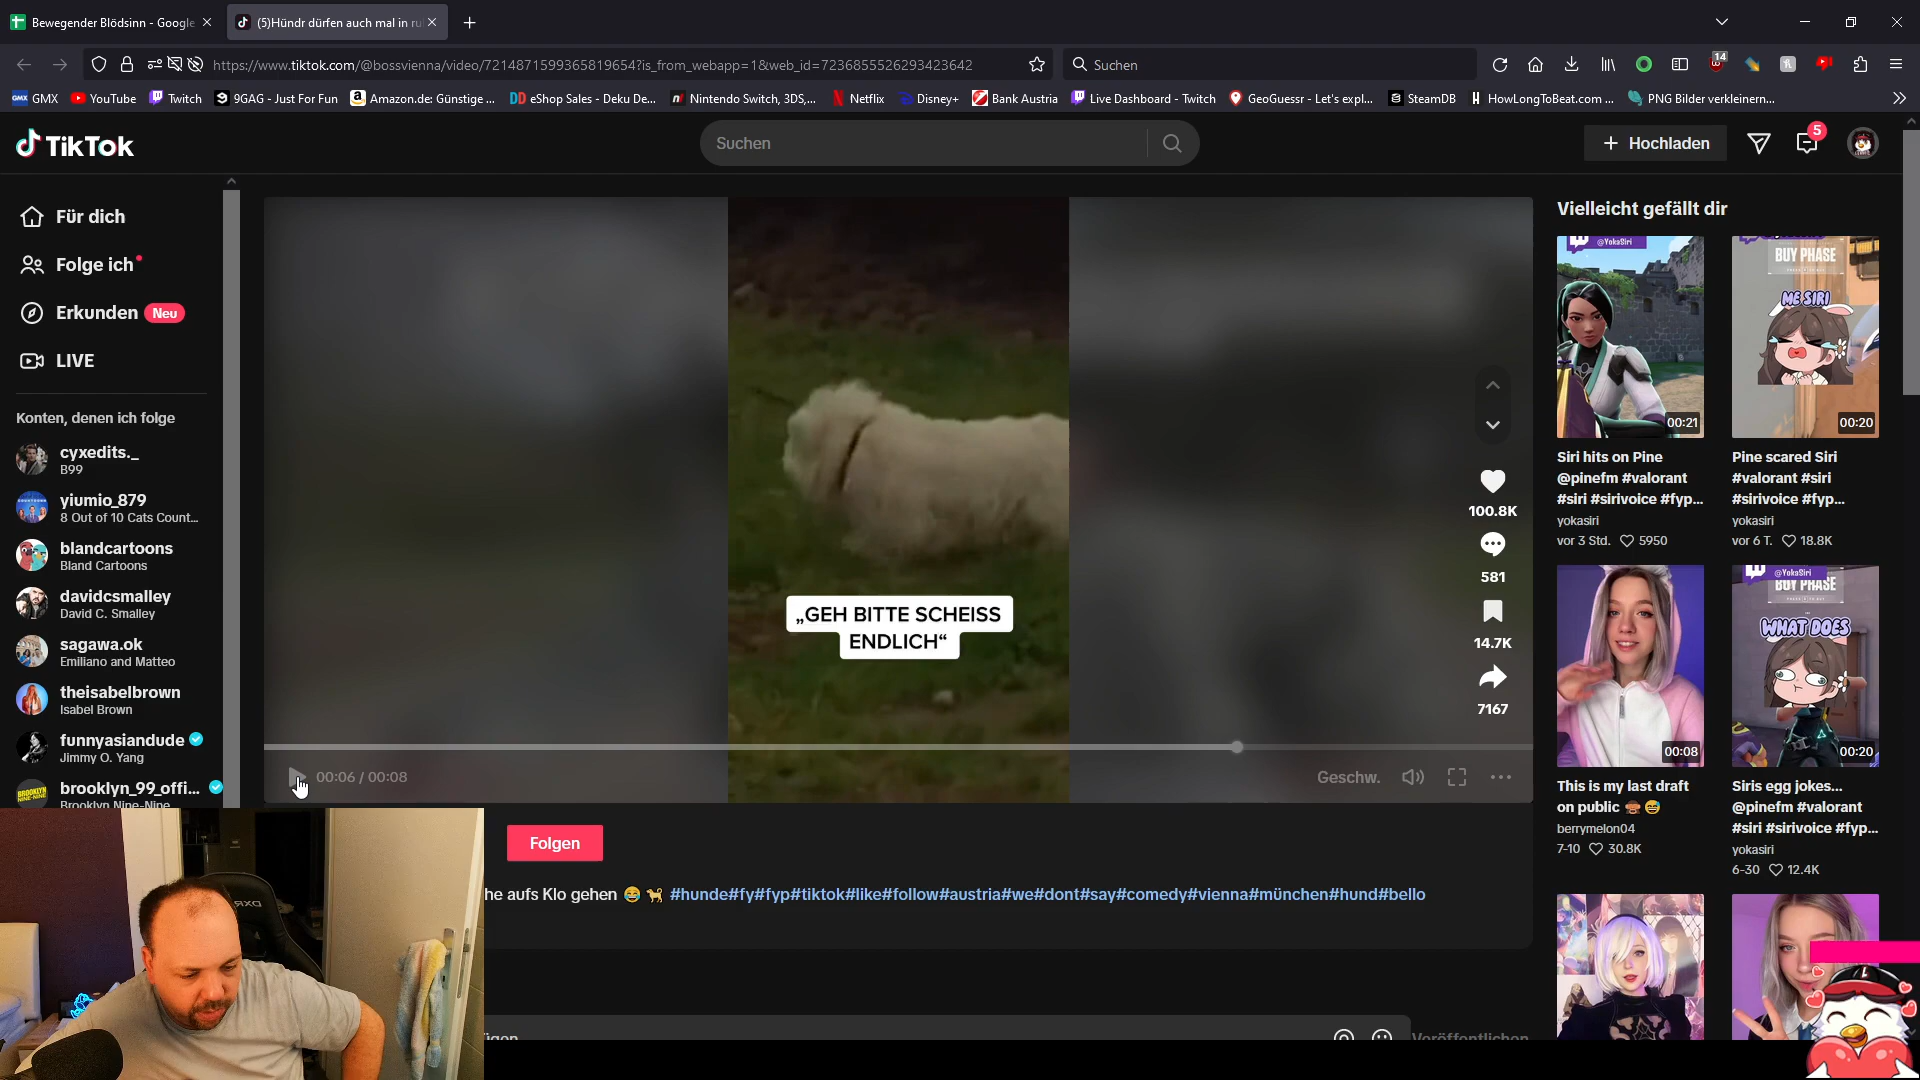 Bewegender Blödsinn - Google
(5)Hündr dürfen auch mal in ru
https://www.tiktok.com/@bossvienna/video/7214871599365819654?is_from_webapp=1&web_id=7236855526293423642
Suchen
14
GMX
YouTube
Twitch
9GAG - Just For Fun
Amazon.de: Günstige ...
eShop Sales - Deku De...
Nintendo Switch, 3DS,...
Netflix
Disney+
Bank Austria
Live Dashboard - Twitch
GeoGuessr - Let's expl...
SteamDB
HowLongToBeat.com ...
PNG Bilder verkleinern...
TikTok
Suchen
Hochladen
5
Für dich
Folge ich
Erkunden Neu
LIVE
Konten, denen ich folge
cyxedits._
B99
yiumio_879
8 Out of 10 Cats Count...
blandcartoons
Bland Cartoons
davidcsmalley
David C. Smalley
sagawa.ok
Emiliano and Matteo
theisabelbrown
Isabel Brown
funnyasiandude
Jimmy O. Yang
brooklyn_99_offi...
Brooklyn Nine-Nine
„GEH BITTE SCHEISS
ENDLICH“
100.8K
581
14.7K
7167
00:06 / 00:08
Geschw.
Folgen
he aufs Klo gehen 😂 🐕 #hunde#fy#fyp#tiktok#like#follow#austria#we#dont#say#comedy#vienna#münchen#hund#bello
Veröffentlichen
Vielleicht gefällt dir
@YokaSiri
00:21
Siri hits on Pine
@pinefm #valorant
#siri #sirivoice #fyp...
yokasiri
vor 3 Std. 5950
BUY PHASE
ME SIRI
00:20
Pine scared Siri
#valorant #siri
#sirivoice #fyp...
yokasiri
vor 6 T. 18.8K
00:08
This is my last draft
on public 🙈 😅
berrymelon04
7-10 30.8K
@YokaSiri
BUY PHASE
WHAT DOES
00:20
Siris egg jokes...
@pinefm #valorant
#siri #sirivoice #fyp...
yokasiri
6-30 12.4K